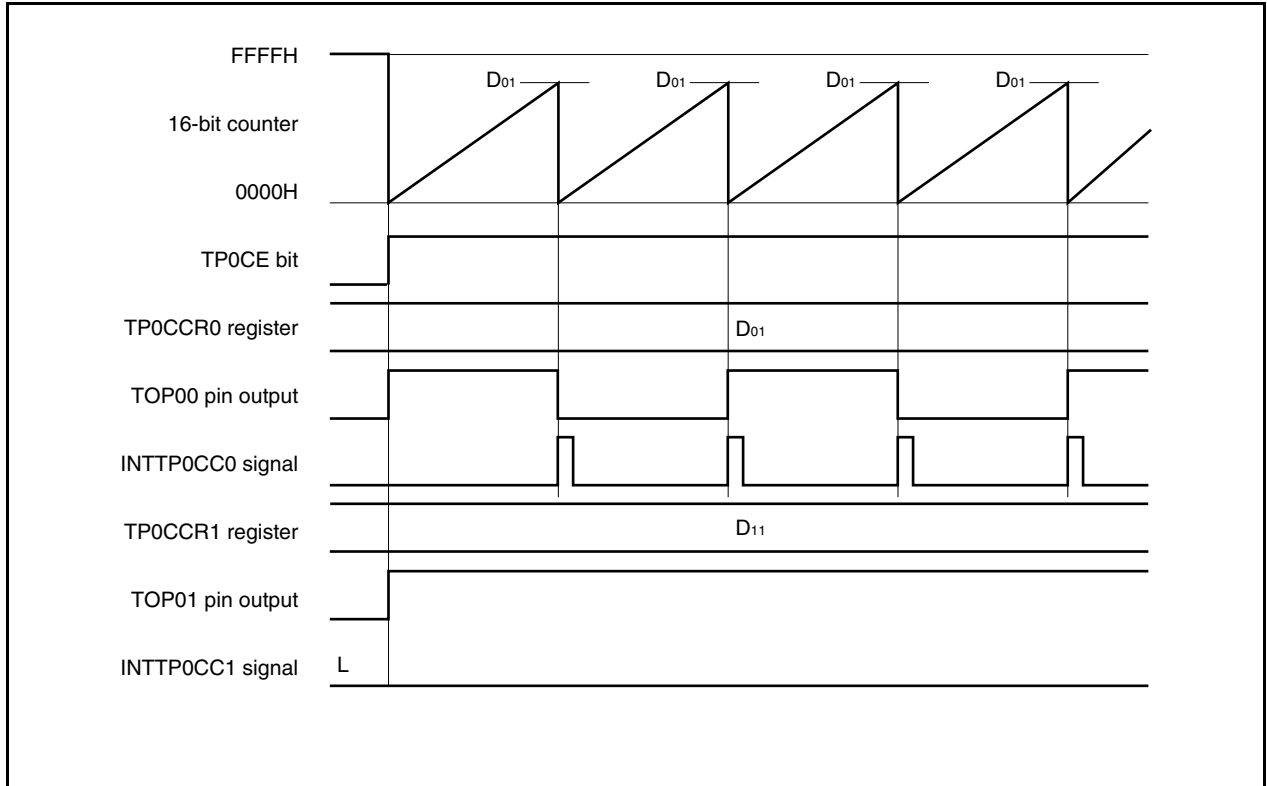 FFFFH
D01 D01 D01 D01
16-bit counter
0000H
TP0CE bit
TP0CCR0 register D01
TOP00 pin output
INTTP0CC0 signal
TP0CCR1 register D11
TOP01 pin output
INTTP0CC1 signal L